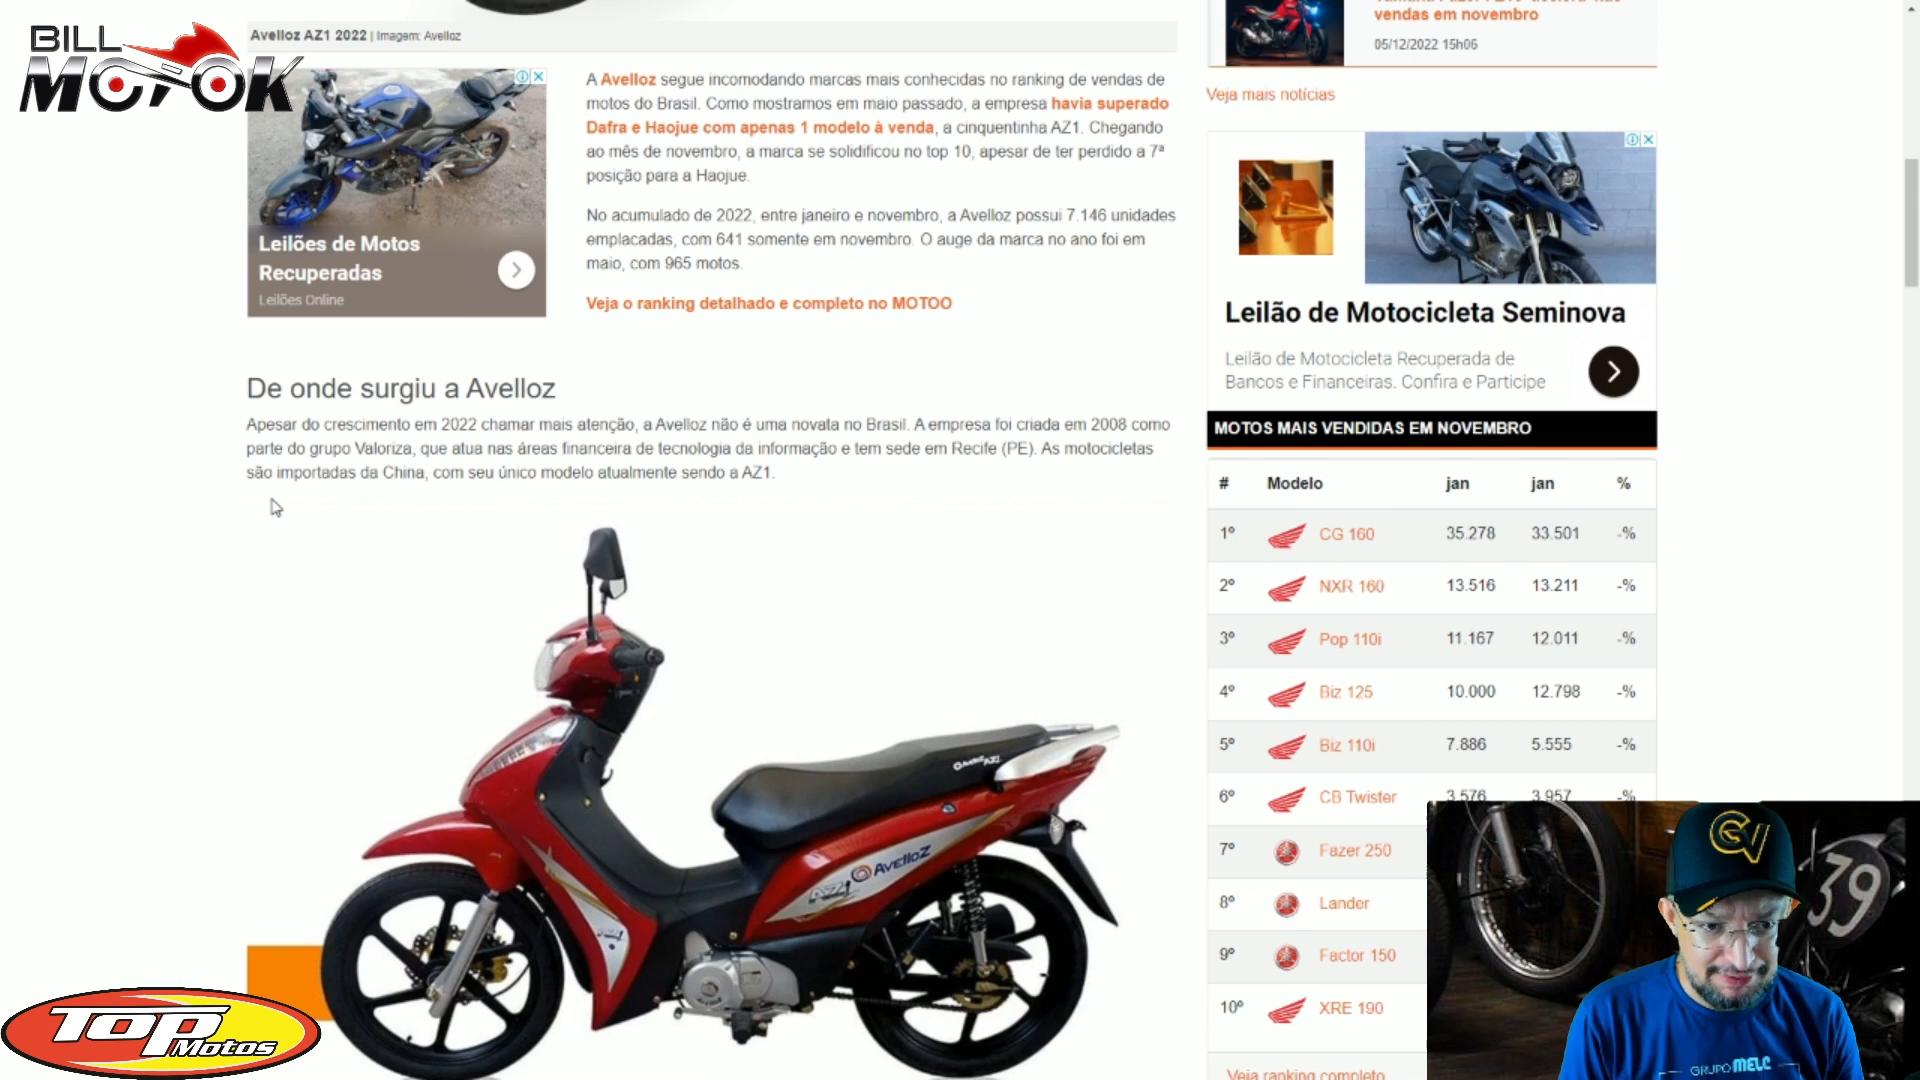 BILL
MOTOK
Avelloz AZ1 2022 | Imagem: Avelloz
Leilões de Motos
Recuperadas
Leilões Online
A Avelloz segue incomodando marcas mais conhecidas no ranking de vendas de
motos do Brasil. Como mostramos em maio passado, a empresa havia superado
Dafra e Haojue com apenas 1 modelo à venda, a cinquentinha AZ1. Chegando
ao mês de novembro, a marca se solidificou no top 10, apesar de ter perdido a 7ª
posição para a Haojue.
No acumulado de 2022, entre janeiro e novembro, a Avelloz possui 7.146 unidades
emplacadas, com 641 somente em novembro. O auge da marca no ano foi em
maio, com 965 motos.
Veja o ranking detalhado e completo no MOTOO
De onde surgiu a Avelloz
Apesar do crescimento em 2022 chamar mais atenção, a Avelloz não é uma novata no Brasil. A empresa foi criada em 2008 como
parte do grupo Valoriza, que atua nas áreas financeira de tecnologia da informação e tem sede em Recife (PE). As motocicletas
são importadas da China, com seu único modelo atualmente sendo a AZ1.
AVELLOZ
AZ1
TOP
Motos
vendas em novembro
05/12/2022 15h06
Veja mais notícias
Leilão de Motocicleta Seminova
Leilão de Motocicleta Recuperada de
Bancos e Financeiras. Confira e Participe
MOTOS MAIS VENDIDAS EM NOVEMBRO
# Modelo jan jan %
1º CG 160 35.278 33.501 -%
2º NXR 160 13.516 13.211 -%
3º Pop 110i 11.167 12.011 -%
4º Biz 125 10.000 12.798 -%
5º Biz 110i 7.886 5.555 -%
6º CB Twister 3.576 3.957 -%
7º Fazer 250
8º Lander
9º Factor 150
10º XRE 190
Veja ranking completo
39
GRUPO MELC